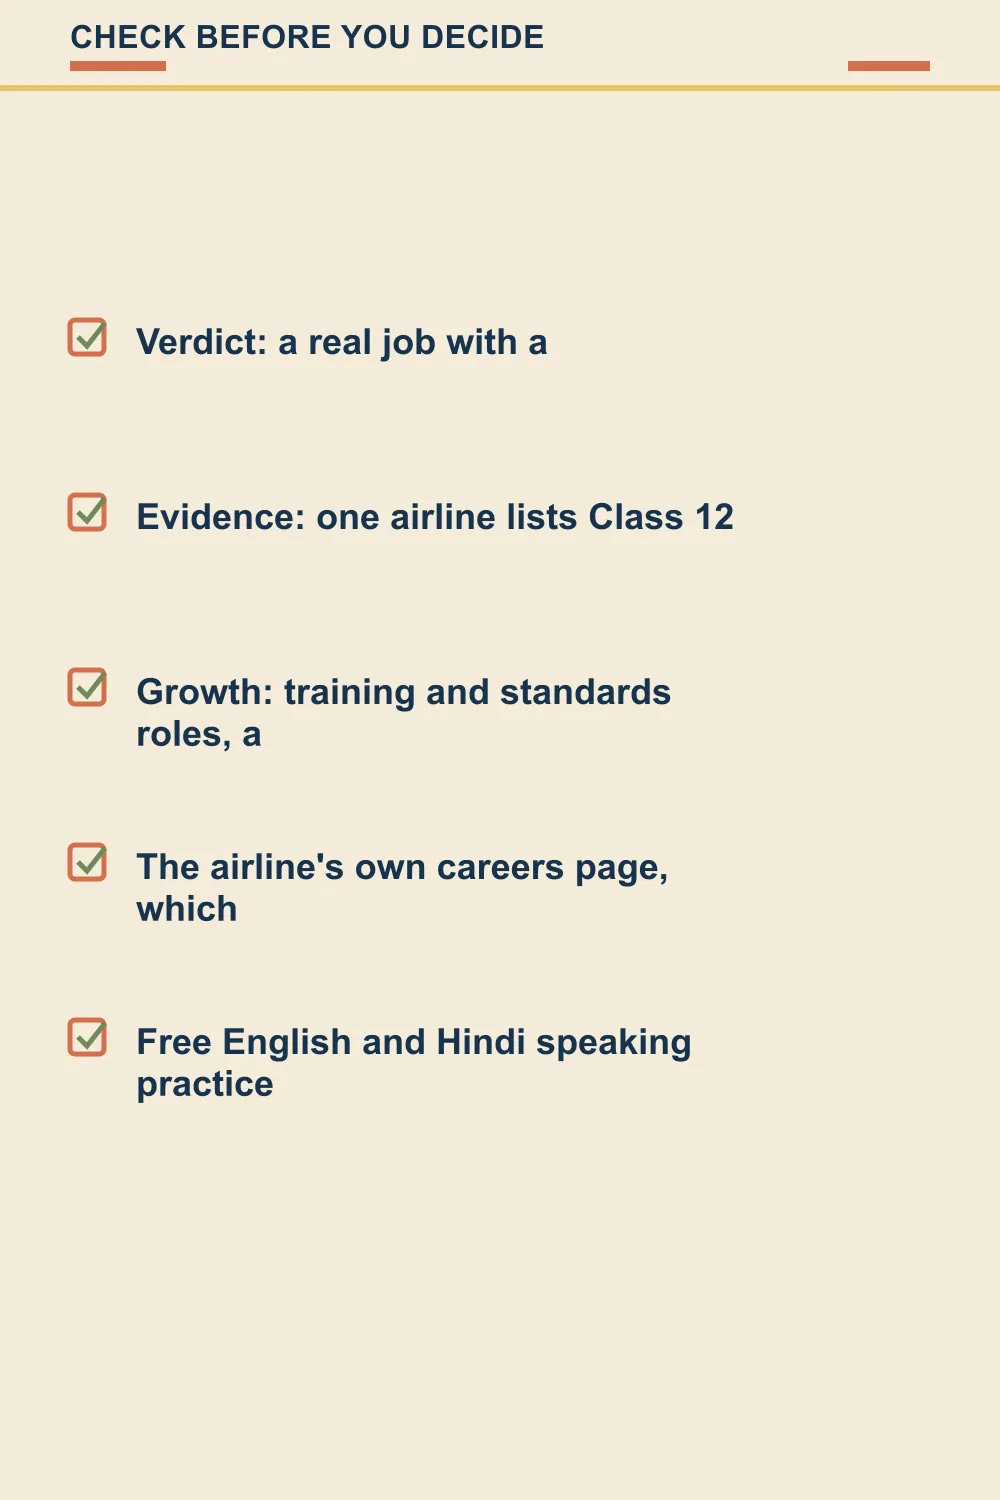 CHECK BEFORE YOU DECIDE
Verdict: a real job with a
Evidence: one airline lists Class 12
Growth: training and standards
roles, a
The airline's own careers page,
which
Free English and Hindi speaking
practice